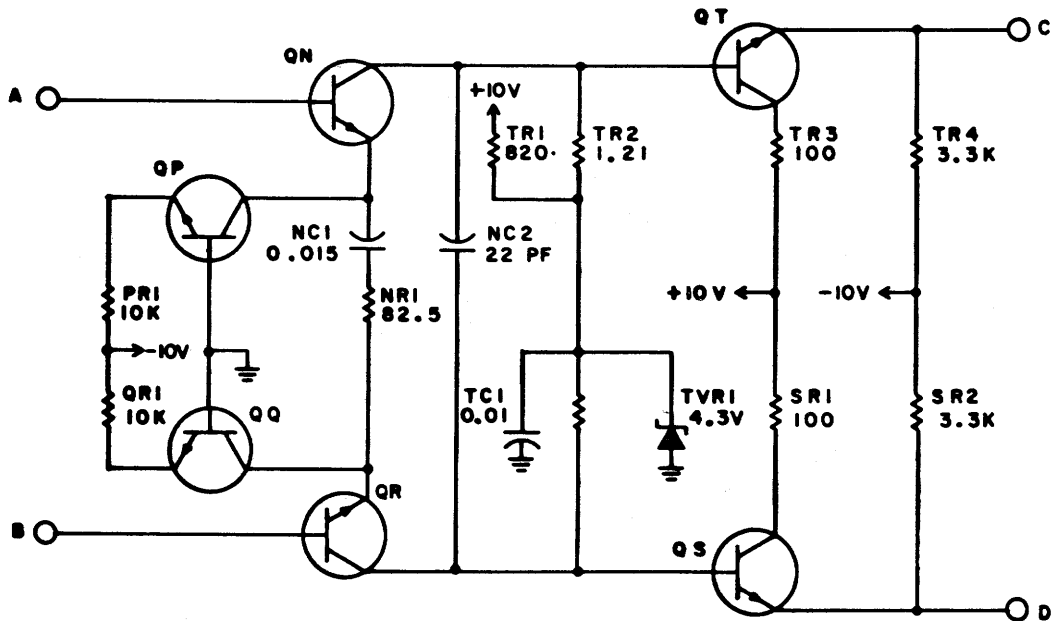 QT
C
QN
A
+10V
TR1
820.
TR2
1.21
TR3
100
TR4
3.3K
QP
NC1
0.015
NC2
22 PF
PR1
10K
NR1
82.5
+10V
-10V
-10V
QR1
10K
QQ
TC1
0.01
TVR1
4.3V
SR1
100
SR2
3.3K
QR
B
QS
D